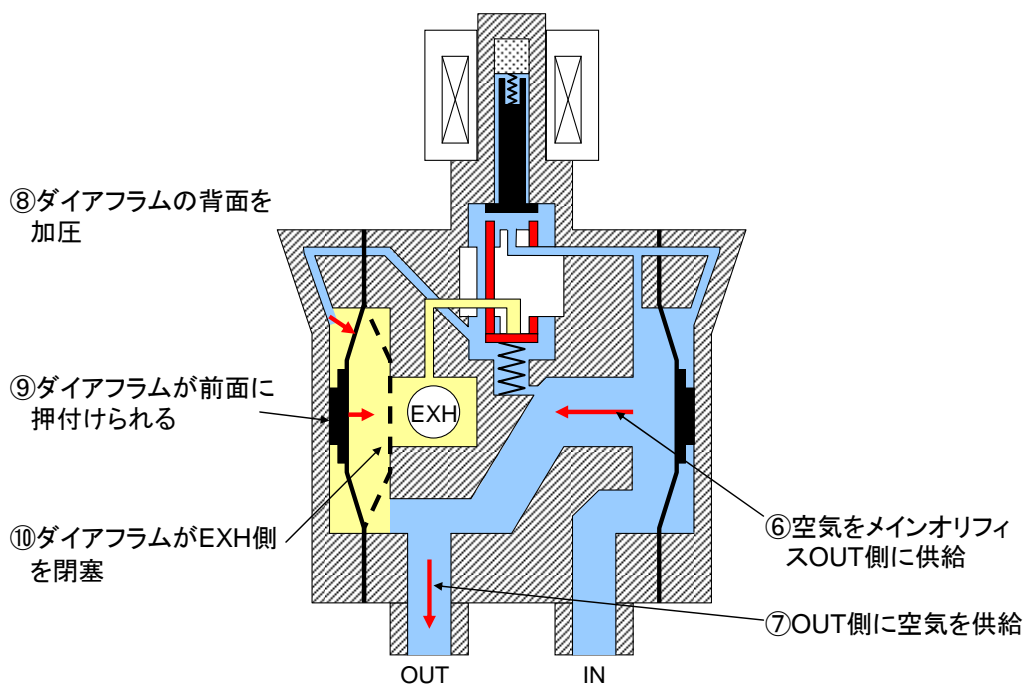 ⑧ダイアフラムの背面を
加圧
⑨ダイアフラムが前面に
押付けられる
⑩ダイアフラムがEXH側
を閉塞
EXH
⑥空気をメインオリフィ
スOUT側に供給
⑦OUT側に空気を供給
OUT
IN